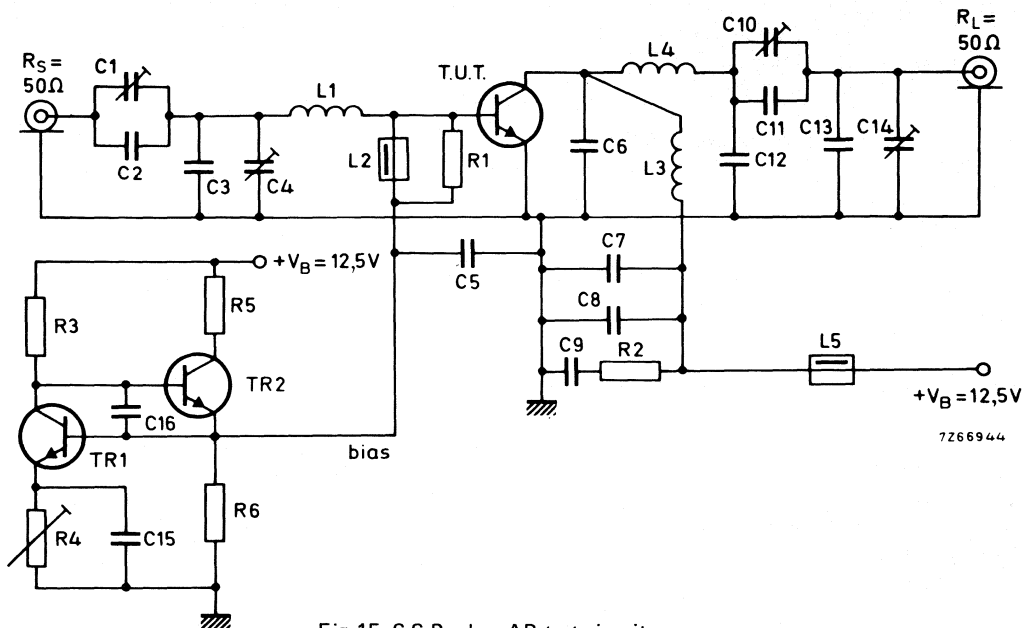 R_S =
50Ω
C1
C2
C3
C4
L1
L2
R1
T.U.T.
C6
L4
L3
C10
C11
C12
C13
C14
R_L =
50Ω
C5
C7
C8
C9
R2
L5
+V_B = 12,5V
7Z66944
+V_B = 12,5V
R3
R5
TR2
C16
TR1
bias
R4
C15
R6